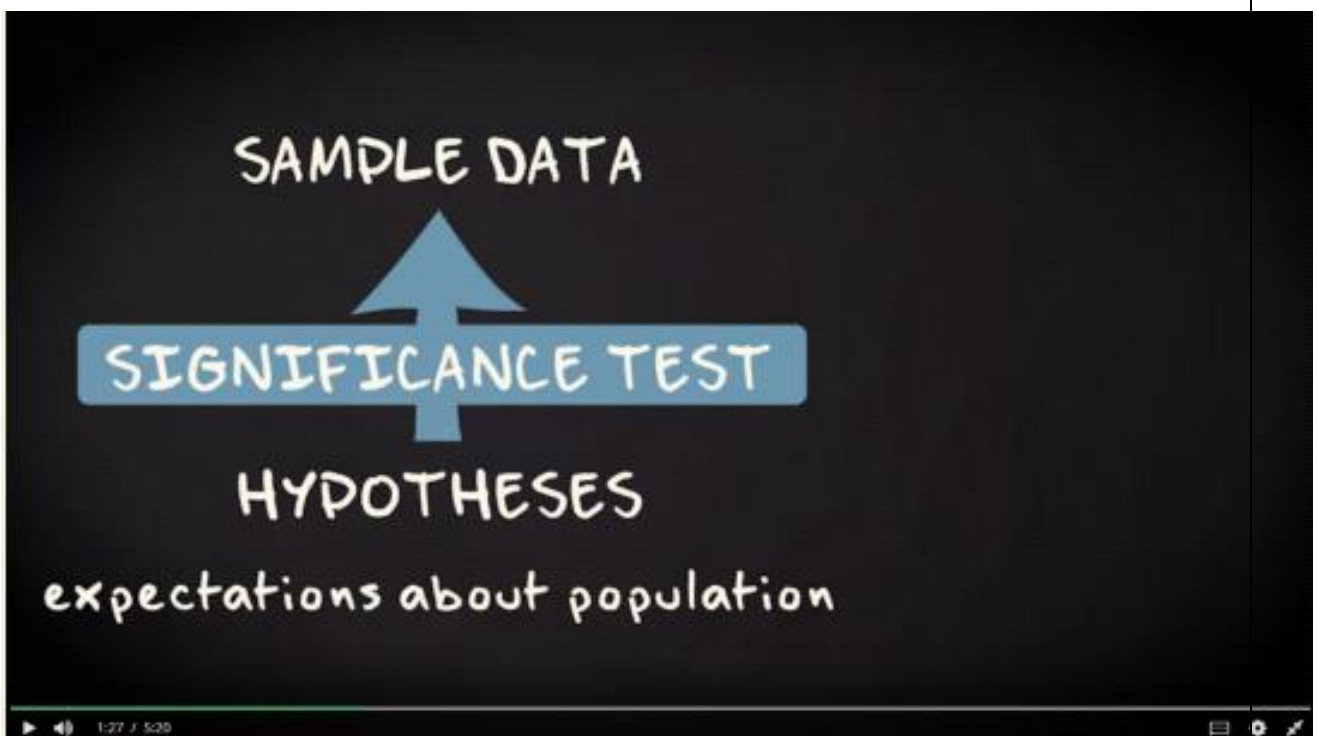 SAMPLE DATA
SIGNIFICANCE TEST
HYPOTHESES
expectations about population
1:27 / 5:20